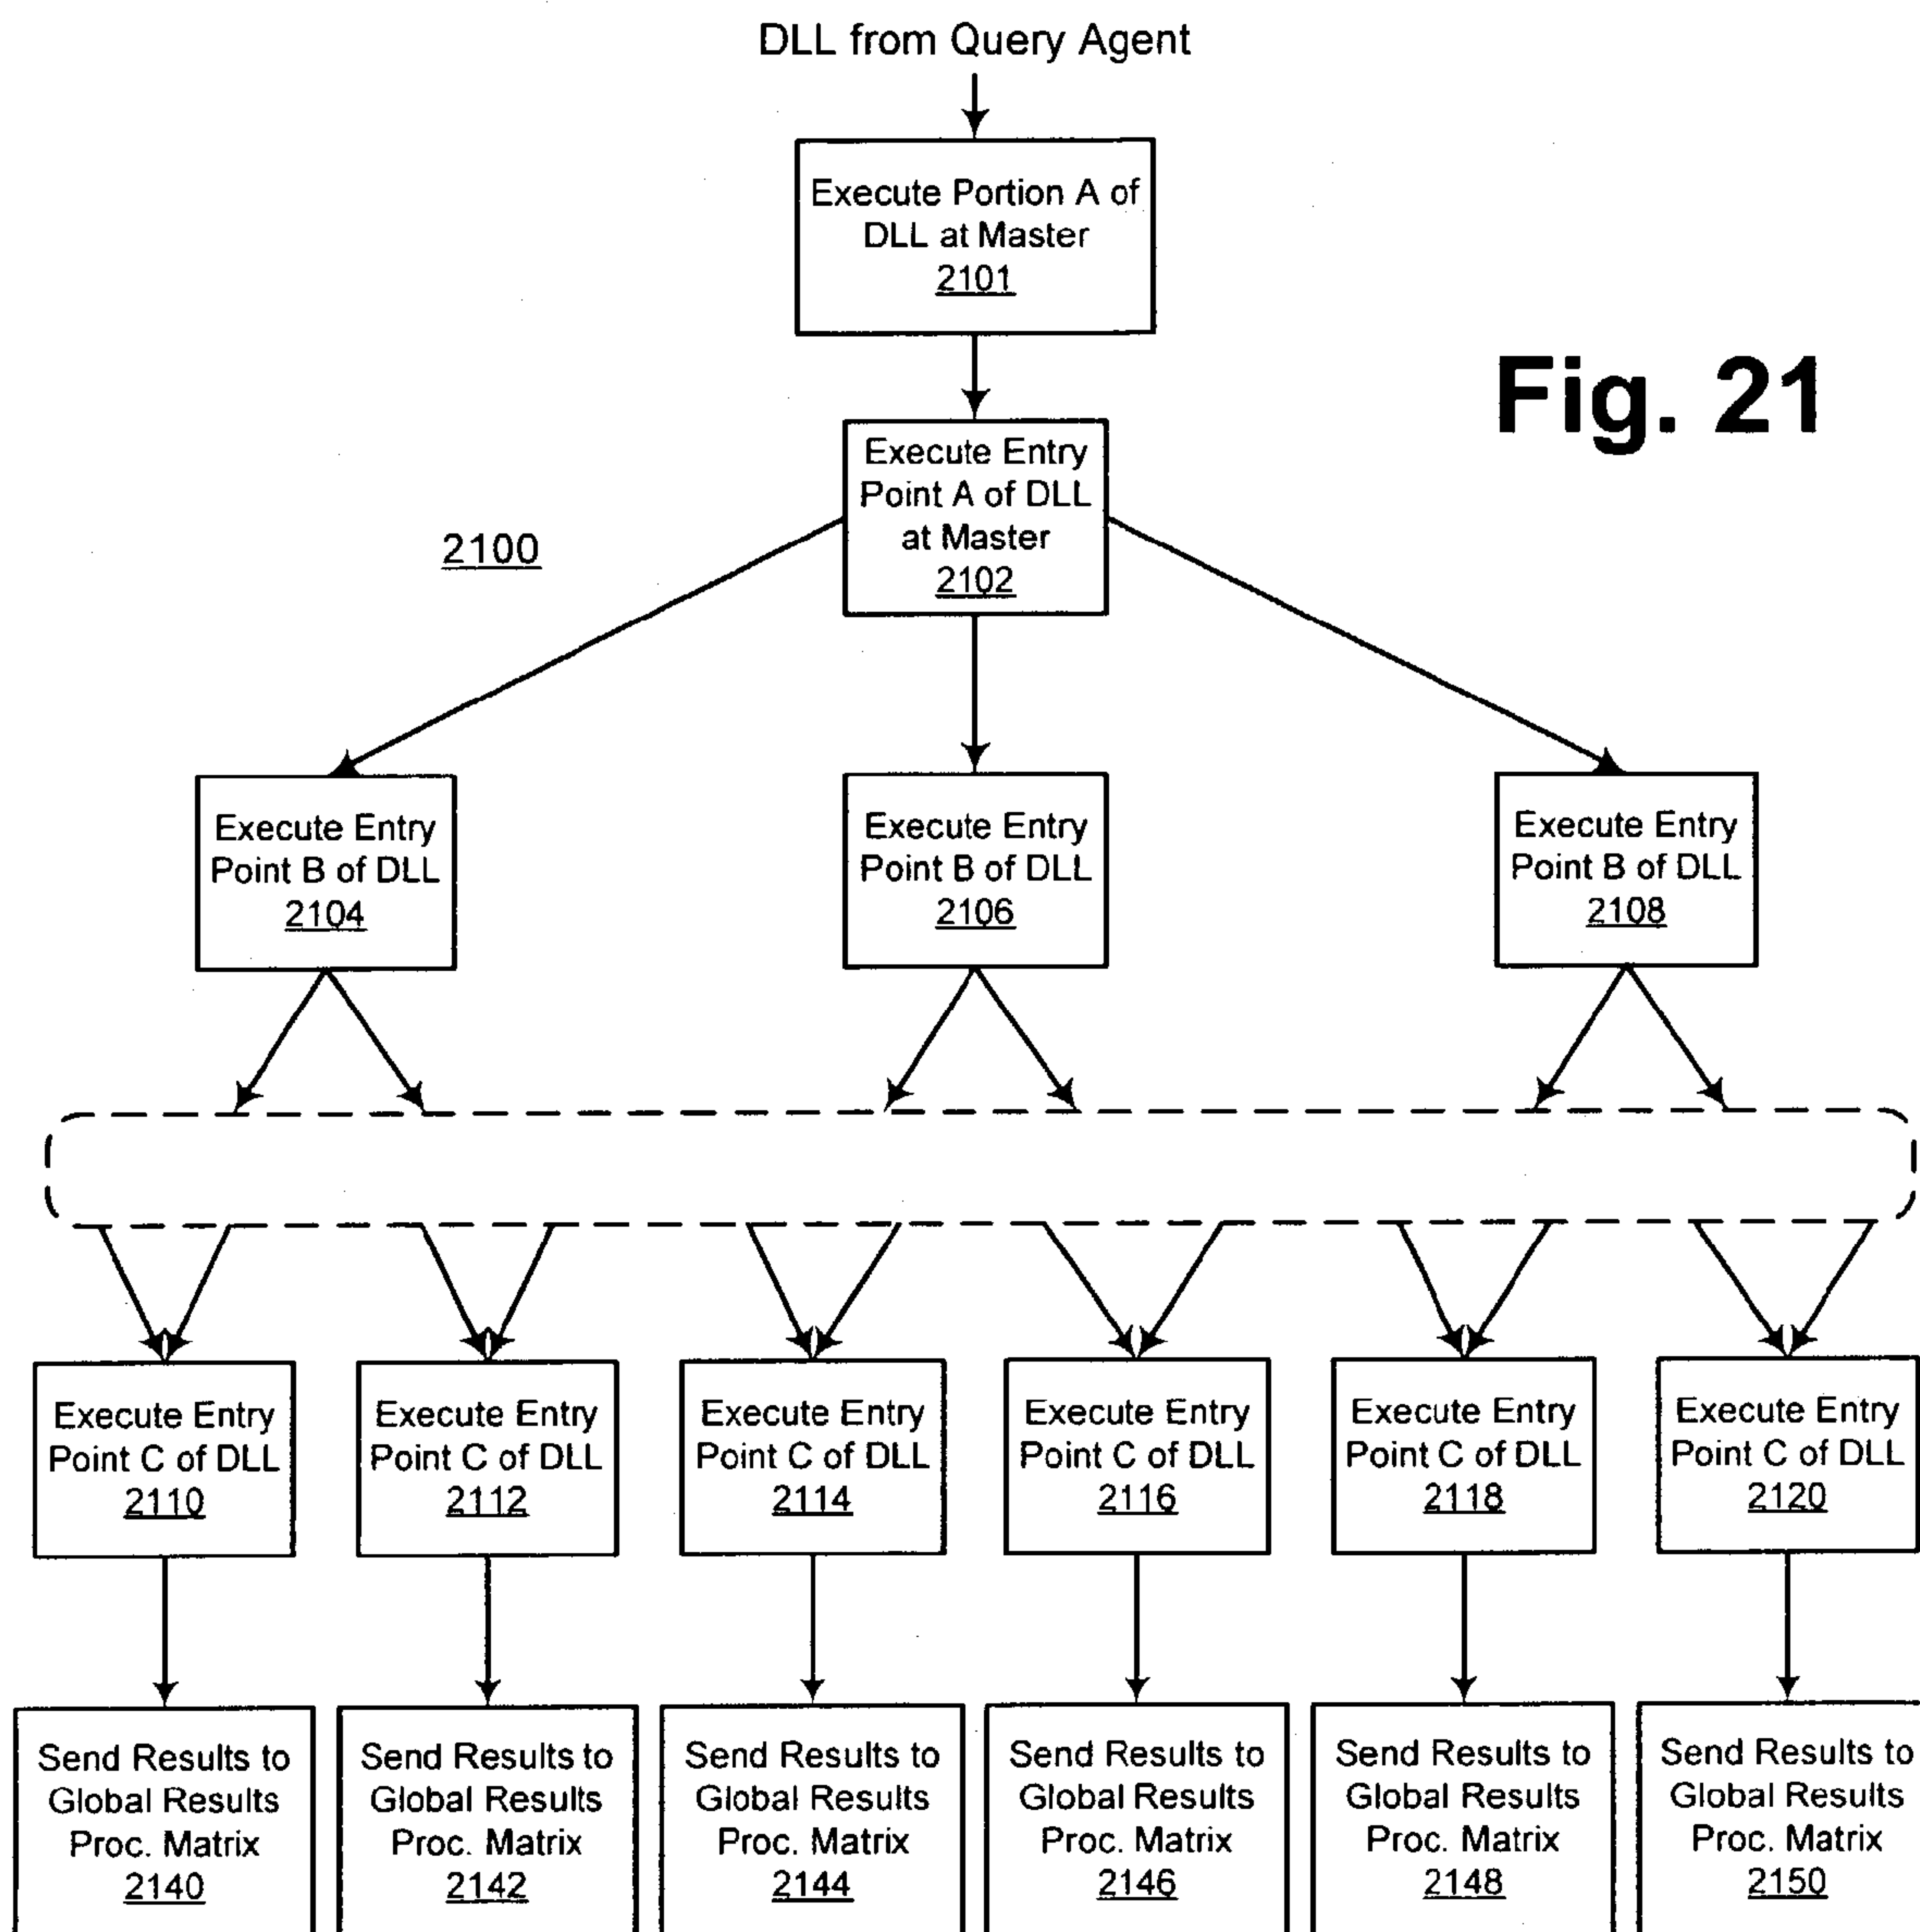 DLL from Query Agent
Execute Portion A of
DLL at Master
2101
Fig. 21
Execute Entry
Point A of DLL
at Master
2102
2100
Execute Entry
Point B of DLL
2104
Execute Entry
Point B of DLL
2106
Execute Entry
Point B of DLL
2108
Execute Entry
Point C of DLL
2110
Execute Entry
Point C of DLL
2112
Execute Entry
Point C of DLL
2114
Execute Entry
Point C of DLL
2116
Execute Entry
Point C of DLL
2118
Execute Entry
Point C of DLL
2120
Send Results to
Global Results
Proc. Matrix
2140
Send Results to
Global Results
Proc. Matrix
2142
Send Results to
Global Results
Proc. Matrix
2144
Send Results to
Global Results
Proc. Matrix
2146
Send Results to
Global Results
Proc. Matrix
2148
Send Results to
Global Results
Proc. Matrix
2150